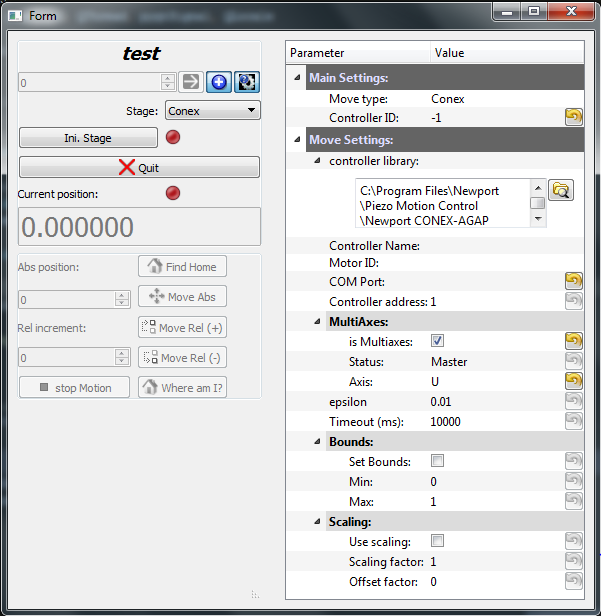 Form
test
0
Stage: Conex
Ini. Stage
Quit
Current position:
0.000000
Abs position:
Find Home
0
Move Abs
Rel increment:
Move Rel (+)
0
Move Rel (-)
stop Motion
Where am I?
Parameter Value
Main Settings:
Move type: Conex
Controller ID: -1
Move Settings:
controller library:
C:\Program Files\Newport
\Piezo Motion Control
\Newport CONEX-AGAP
Controller Name:
Motor ID:
COM Port:
Controller address: 1
MultiAxes:
is Multiaxes:
Status: Master
Axis: U
epsilon 0.01
Timeout (ms): 10000
Bounds:
Set Bounds:
Min: 0
Max: 1
Scaling:
Use scaling:
Scaling factor: 1
Offset factor: 0